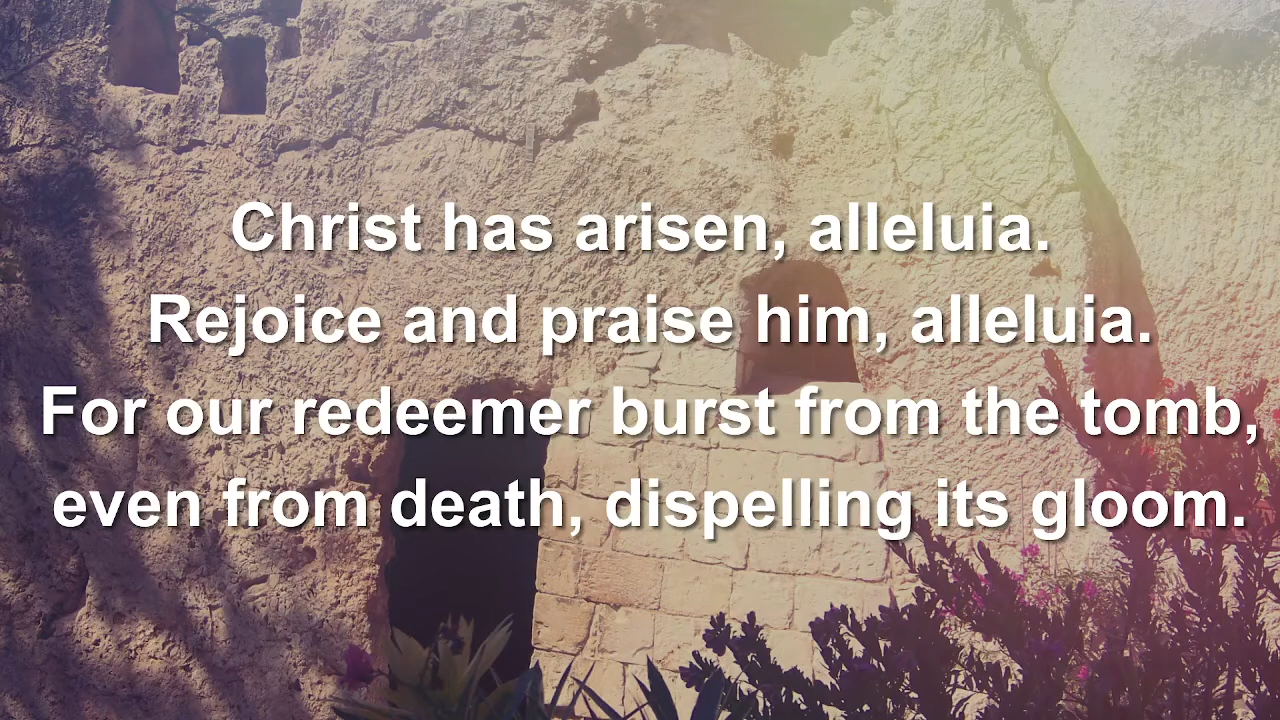 Christ has arisen, alleluia.
Rejoice and praise him, alleluia.
For our redeemer burst from the tomb,
even from death, dispelling its gloom.